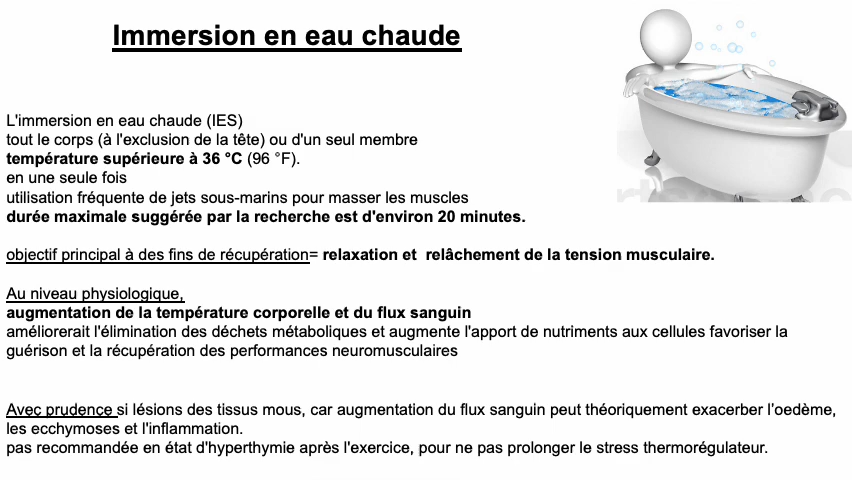 Immersion en eau chaude
L'immersion en eau chaude (IES)
tout le corps (à l'exclusion de la tête) ou d'un seul membre
température supérieure à 36 °C (96 °F).
en une seule fois
utilisation fréquente de jets sous-marins pour masser les muscles
durée maximale suggérée par la recherche est d'environ 20 minutes.
objectif principal à des fins de récupération= relaxation et  relâchement de la tension musculaire.
Au niveau physiologique,
augmentation de la température corporelle et du flux sanguin
améliorerait l'élimination des déchets métaboliques et augmente l'apport de nutriments aux cellules favoriser la
guérison et la récupération des performances neuromusculaires
Avec prudence si lésions des tissus mous, car augmentation du flux sanguin peut théoriquement exacerber l'oedème,
les ecchymoses et l'inflammation.
pas recommandée en état d'hyperthymie après l'exercice, pour ne pas prolonger le stress thermorégulateur.